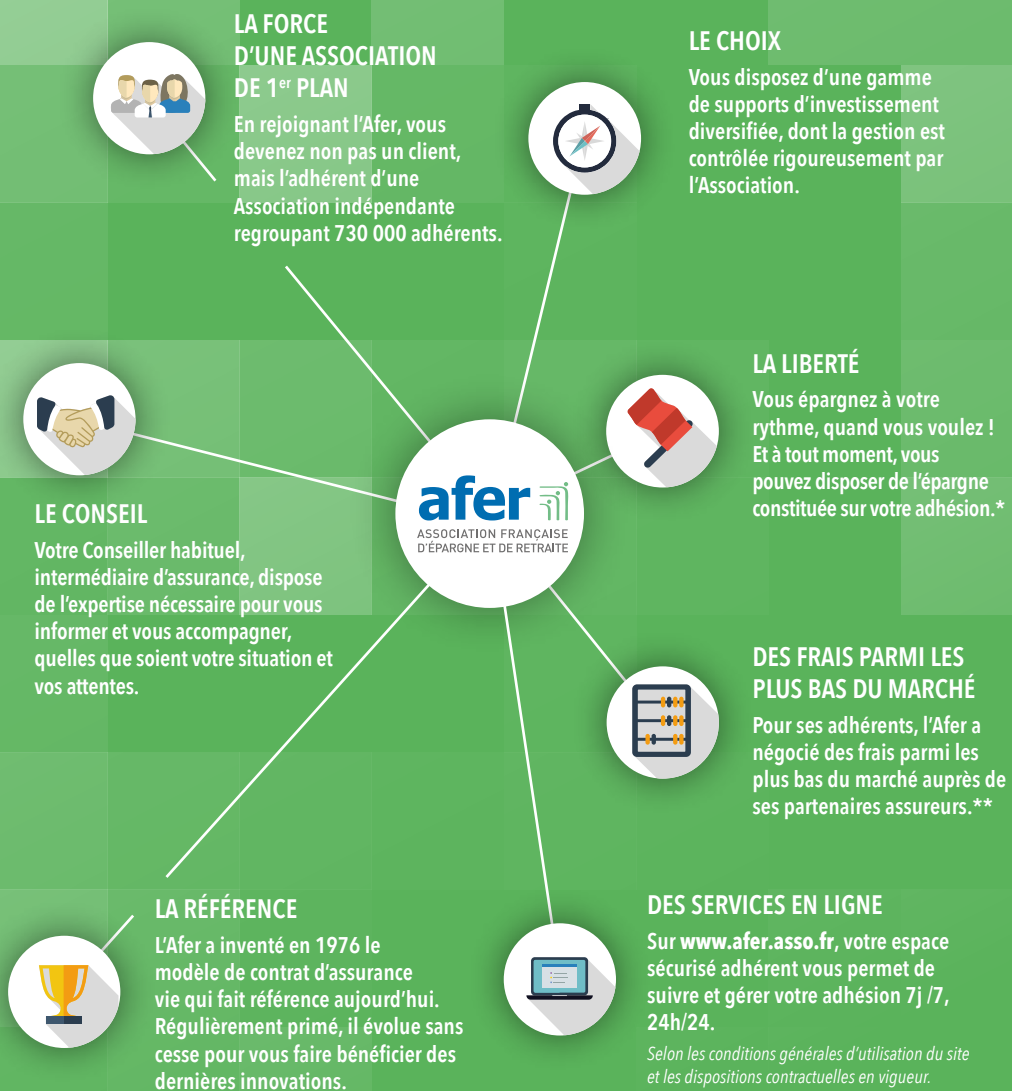 LA FORCE
D'UNE ASSOCIATION
DE 1er PLAN
En rejoignant l'Afer, vous
devenez non pas un client,
mais l'adhérent d'une
Association indépendante
regroupant 730 000 adhérents.
LE CHOIX
Vous disposez d'une gamme
de supports d'investissement
diversifiée, dont la gestion est
contrôlée rigoureusement par
l'Association.
LA LIBERTÉ
Vous épargnez à votre
rythme, quand vous voulez !
Et à tout moment, vous
pouvez disposer de l'épargne
constituée sur votre adhésion.*
afer
ASSOCIATION FRANÇAISE
D'ÉPARGNE ET DE RETRAITE
LE CONSEIL
Votre Conseiller habituel,
intermédiaire d'assurance, dispose
de l'expertise nécessaire pour vous
informer et vous accompagner,
quelles que soient votre situation et
vos attentes.
DES FRAIS PARMI LES
PLUS BAS DU MARCHÉ
Pour ses adhérents, l'Afer a
négocié des frais parmi les
plus bas du marché auprès de
ses partenaires assureurs.**
LA RÉFÉRENCE
L'Afer a inventé en 1976 le
modèle de contrat d'assurance
vie qui fait référence aujourd'hui.
Régulièrement primé, il évolue sans
cesse pour vous faire bénéficier des
dernières innovations.
DES SERVICES EN LIGNE
Sur www.afer.asso.fr, votre espace
sécurisé adhérent vous permet de
suivre et gérer votre adhésion 7j /7,
24h/24.
Selon les conditions générales d'utilisation du site
et les dispositions contractuelles en vigueur.